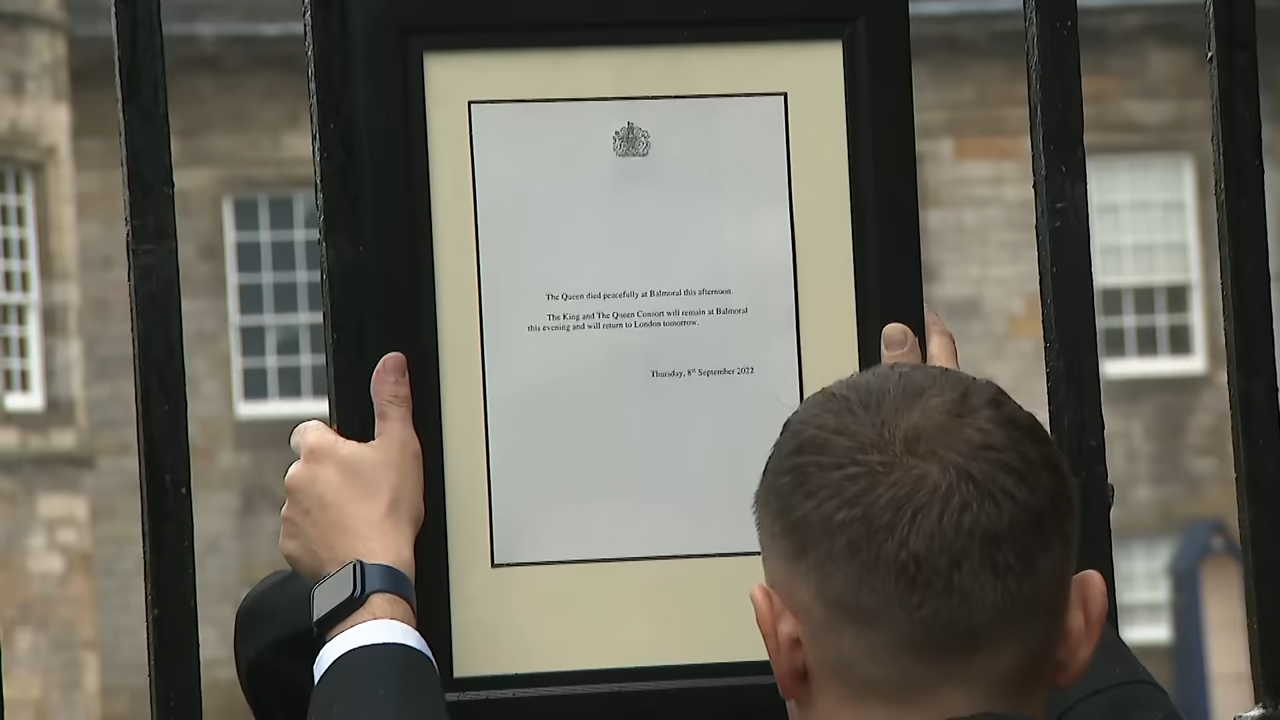 The Queen died peacefully at Balmoral this afternoon.
The King and The Queen Consort will remain at Balmoral
this evening and will return to London tomorrow.
Thursday, 8th September 2022